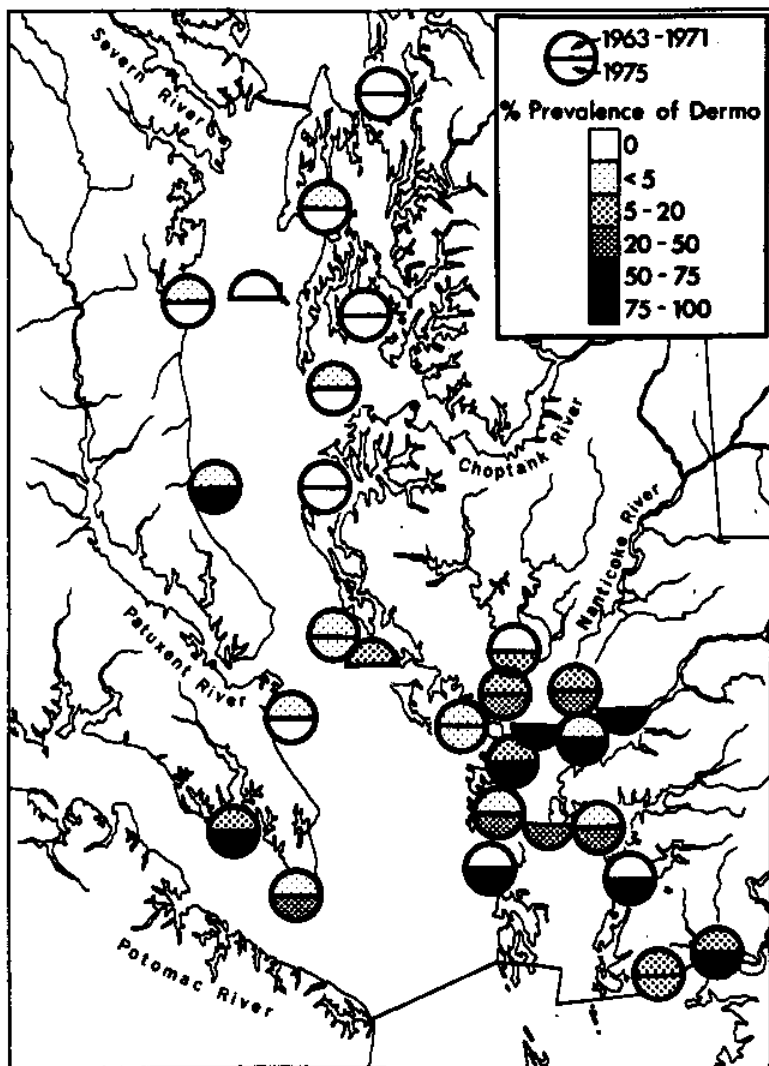 1963-1971
1975
% Prevalence of Dermo
0
<5
5-20
20-50
50-75
75-100
Severn River
Choptank River
Nanticoke River
Patuxent River
Potomac River